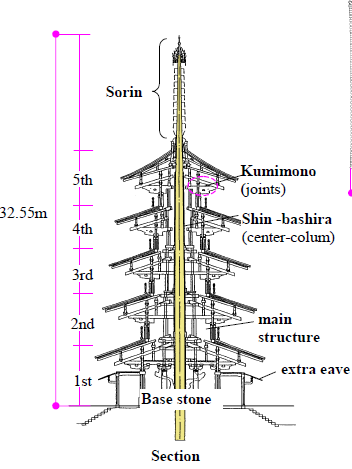 Sorin
5th
Kumimono
(joints)
32.55m
4th
Shin -bashira
(center-colum)
3rd
2nd
main
structure
1st
extra eave
Base stone
Section